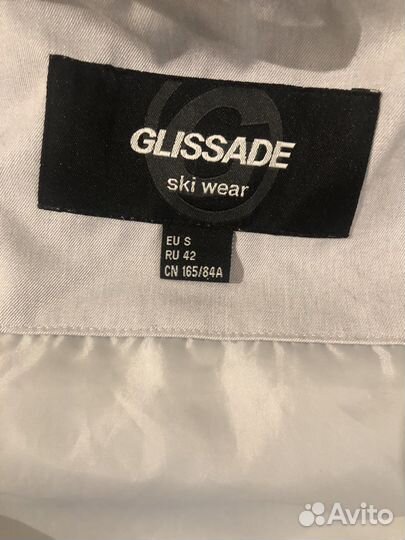 GLISSADE
ski wear
EU S
RU 42
CN 165/84A
Avito